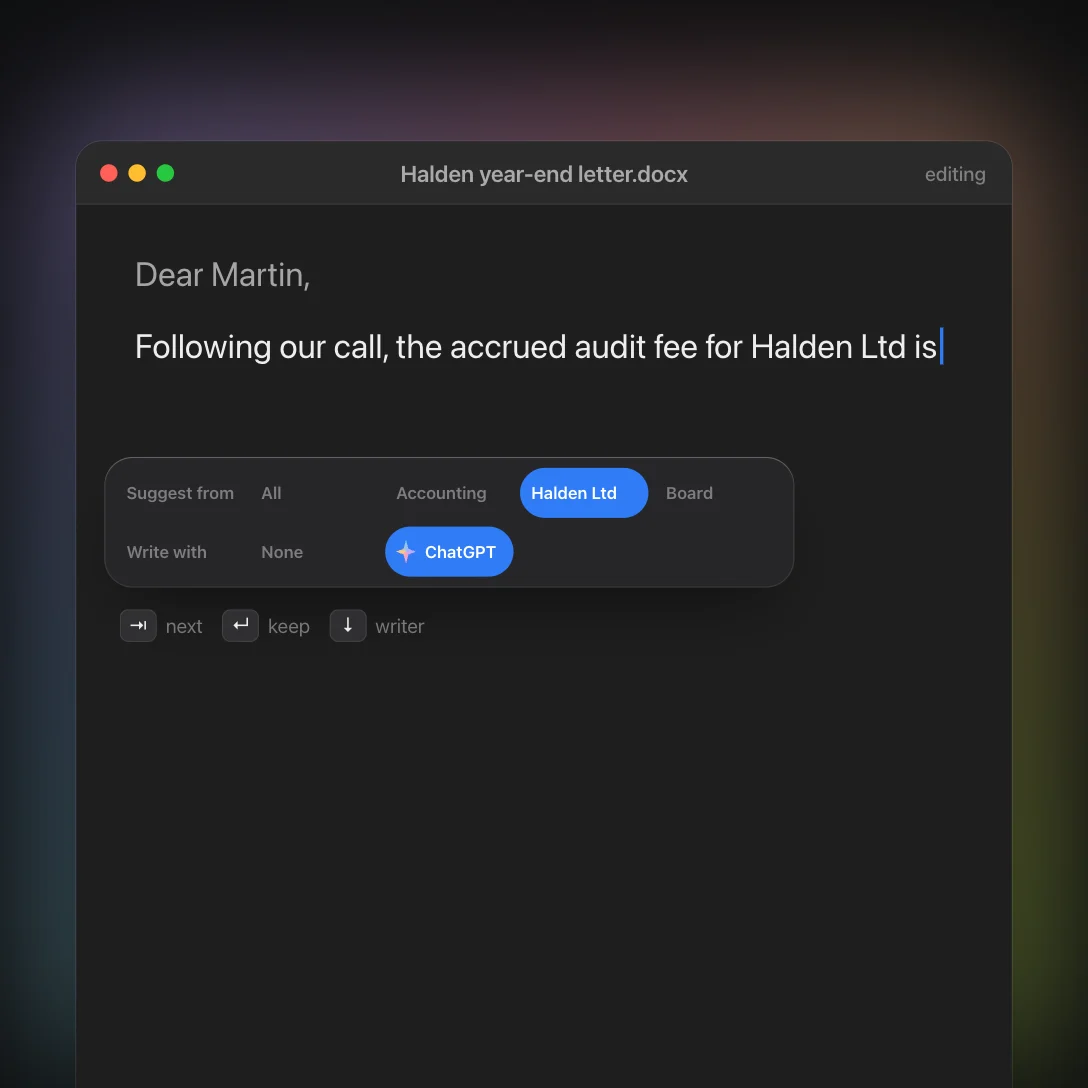 Halden year-end letter.docx editing
Dear Martin,
Following our call, the accrued audit fee for Halden Ltd is
Suggest from All Accounting Halden Ltd Board
Write with None ChatGPT
next keep writer